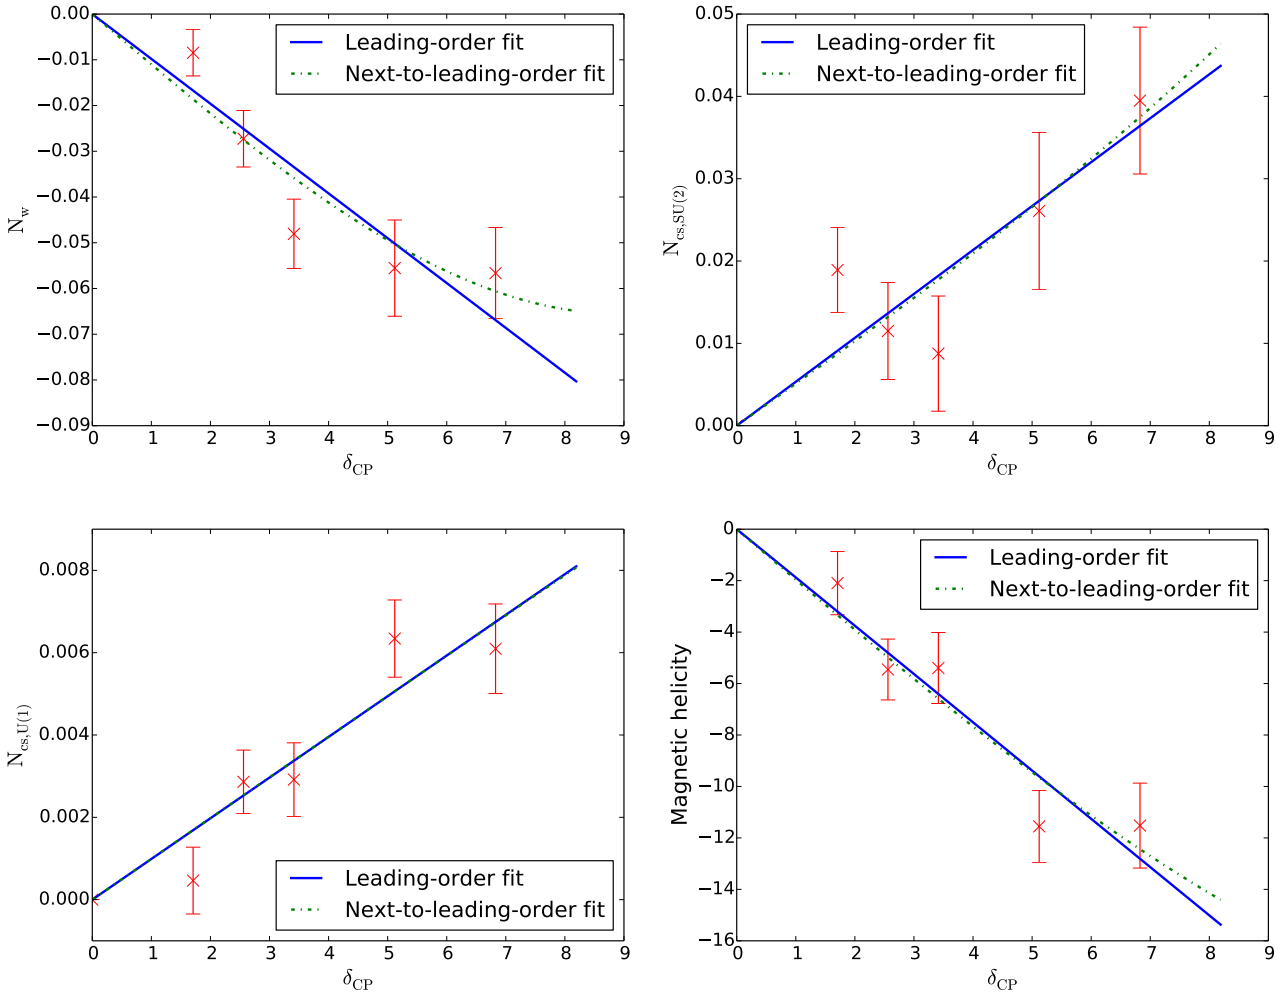 0.00
−0.01
−0.02
−0.03
−0.04
−0.05
−0.06
−0.07
−0.08
−0.09
N_w
Leading-order fit
Next-to-leading-order fit
0 1 2 3 4 5 6 7 8 9
δ_CP
0.05
0.04
0.03
0.02
0.01
0.00
N_cs,SU(2)
Leading-order fit
Next-to-leading-order fit
0 1 2 3 4 5 6 7 8 9
δ_CP
0.008
0.006
0.004
0.002
0.000
N_cs,U(1)
Leading-order fit
Next-to-leading-order fit
0 1 2 3 4 5 6 7 8 9
δ_CP
0
−2
−4
−6
−8
−10
−12
−14
−16
Magnetic helicity
Leading-order fit
Next-to-leading-order fit
0 1 2 3 4 5 6 7 8 9
δ_CP